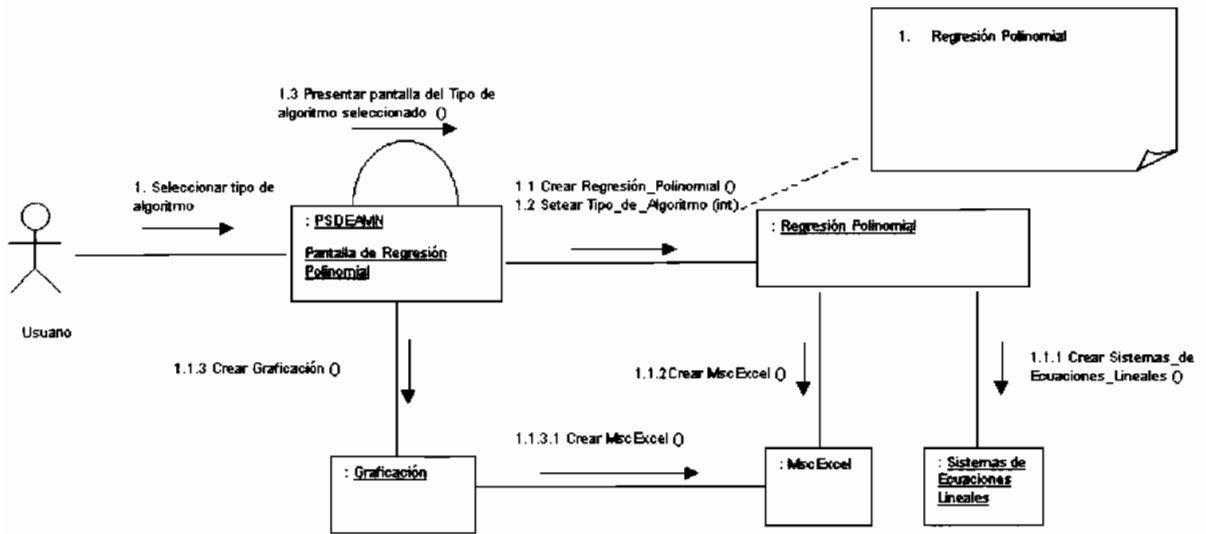 1. Regresión Polinomial
1.3 Presentar pantalla del Tipo de
algoritmo seleccionado ()
1. Seleccionar tipo de
algoritmo
1.1 Crear Regresión_Polinomial ()
1.2 Setear Tipo_de_Algoritmo (int)
: PSDEAMN
Pantalla de Regresión
Polinomial
: Regresión Polinomial
Usuario
1.1.3 Crear Graficación ()
1.1.2Crear MscExcel ()
1.1.1 Crear Sistemas_de
Ecuaciones_Lineales ()
1.1.3.1 Crear MscExcel ()
: Graficación
: MscExcel
: Sistemas de
Ecuaciones
Lineales